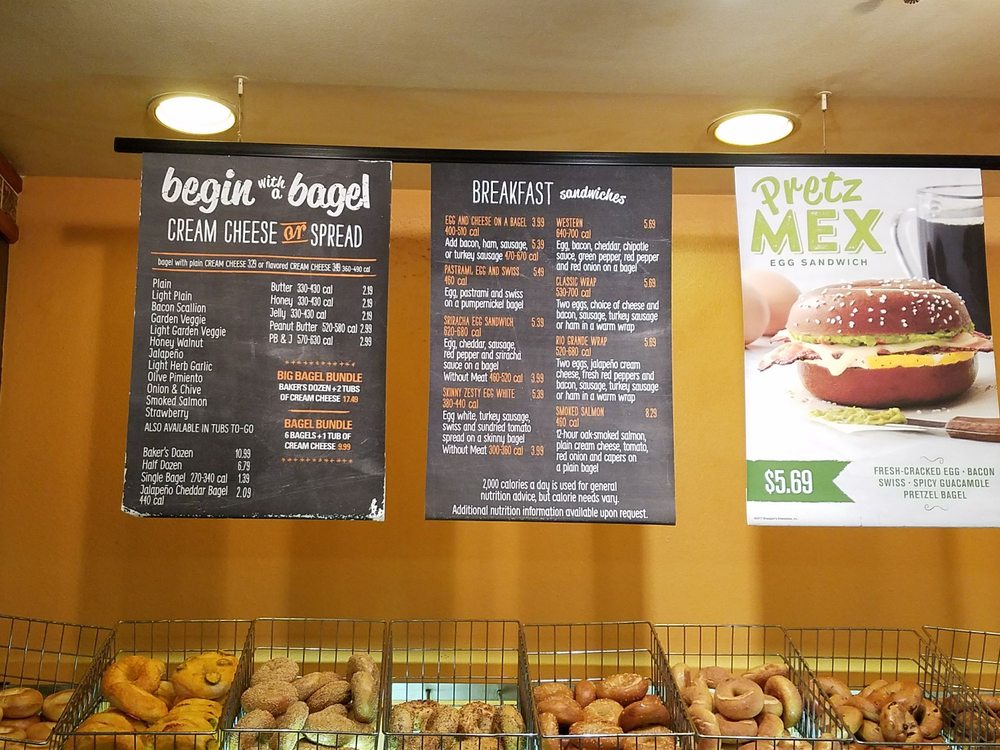 begin with a bagel
CREAM CHEESE or SPREAD
bagel with plain CREAM CHEESE 3.29 or flavored CREAM CHEESE 3.49 360-490 cal
Plain
Light Plain
Bacon Scallion
Garden Veggie
Light Garden Veggie
Honey Walnut
Jalapeño
Light Herb Garlic
Olive Pimiento
Onion & Chive
Smoked Salmon
Strawberry
ALSO AVAILABLE IN TUBS TO-GO
Baker's Dozen 10.99
Half Dozen 6.79
Single Bagel 270-340 cal 1.39
Jalapeño Cheddar Bagel 2.09
440 cal
Butter 330-430 cal 2.19
Honey 330-430 cal 2.19
Jelly 330-430 cal 2.19
Peanut Butter 520-580 cal 2.99
PB & J 570-630 cal 2.99
BIG BAGEL BUNDLE
BAKER'S DOZEN + 2 TUBS
OF CREAM CHEESE 17.49
BAGEL BUNDLE
6 BAGELS + 1 TUB OF
CREAM CHEESE 9.99
BREAKFAST sandwiches
EGG AND CHEESE ON A BAGEL 3.99
400-510 cal
Add bacon, ham, sausage, 5.39
or turkey sausage 470-670 cal
PASTRAMI, EGG AND SWISS 5.49
460 cal
Egg, pastrami and swiss
on a pumpernickel bagel
SRIRACHA EGG SANDWICH 5.39
620-680 cal
Egg, cheddar, sausage,
red pepper and sriracha
sauce on a bagel
Without Meat 460-520 cal 3.99
SKINNY ZESTY EGG WHITE 5.39
380-440 cal
Egg white, turkey sausage,
swiss and sundried tomato
spread on a skinny bagel
Without Meat 300-360 cal 3.99
WESTERN 5.69
640-700 cal
Egg, bacon, cheddar, chipotle
sauce, green pepper, red pepper
and red onion on a bagel
CLASSIC WRAP 5.69
530-700 cal
Two eggs, choice of cheese and
bacon, sausage, turkey sausage
or ham in a warm wrap
RIO GRANDE WRAP 5.69
520-680 cal
Two eggs, jalapeño cream
cheese, fresh red peppers and
bacon, sausage, turkey sausage
or ham in a warm wrap
SMOKED SALMON 8.29
460 cal
12-hour oak-smoked salmon,
plain cream cheese, tomato,
red onion and capers on
a plain bagel
2,000 calories a day is used for general
nutrition advice, but calorie needs vary.
Additional nutrition information available upon request.
Pretz
MEX
EGG SANDWICH
$5.69
FRESH-CRACKED EGG • BACON
SWISS • SPICY GUACAMOLE
PRETZEL BAGEL